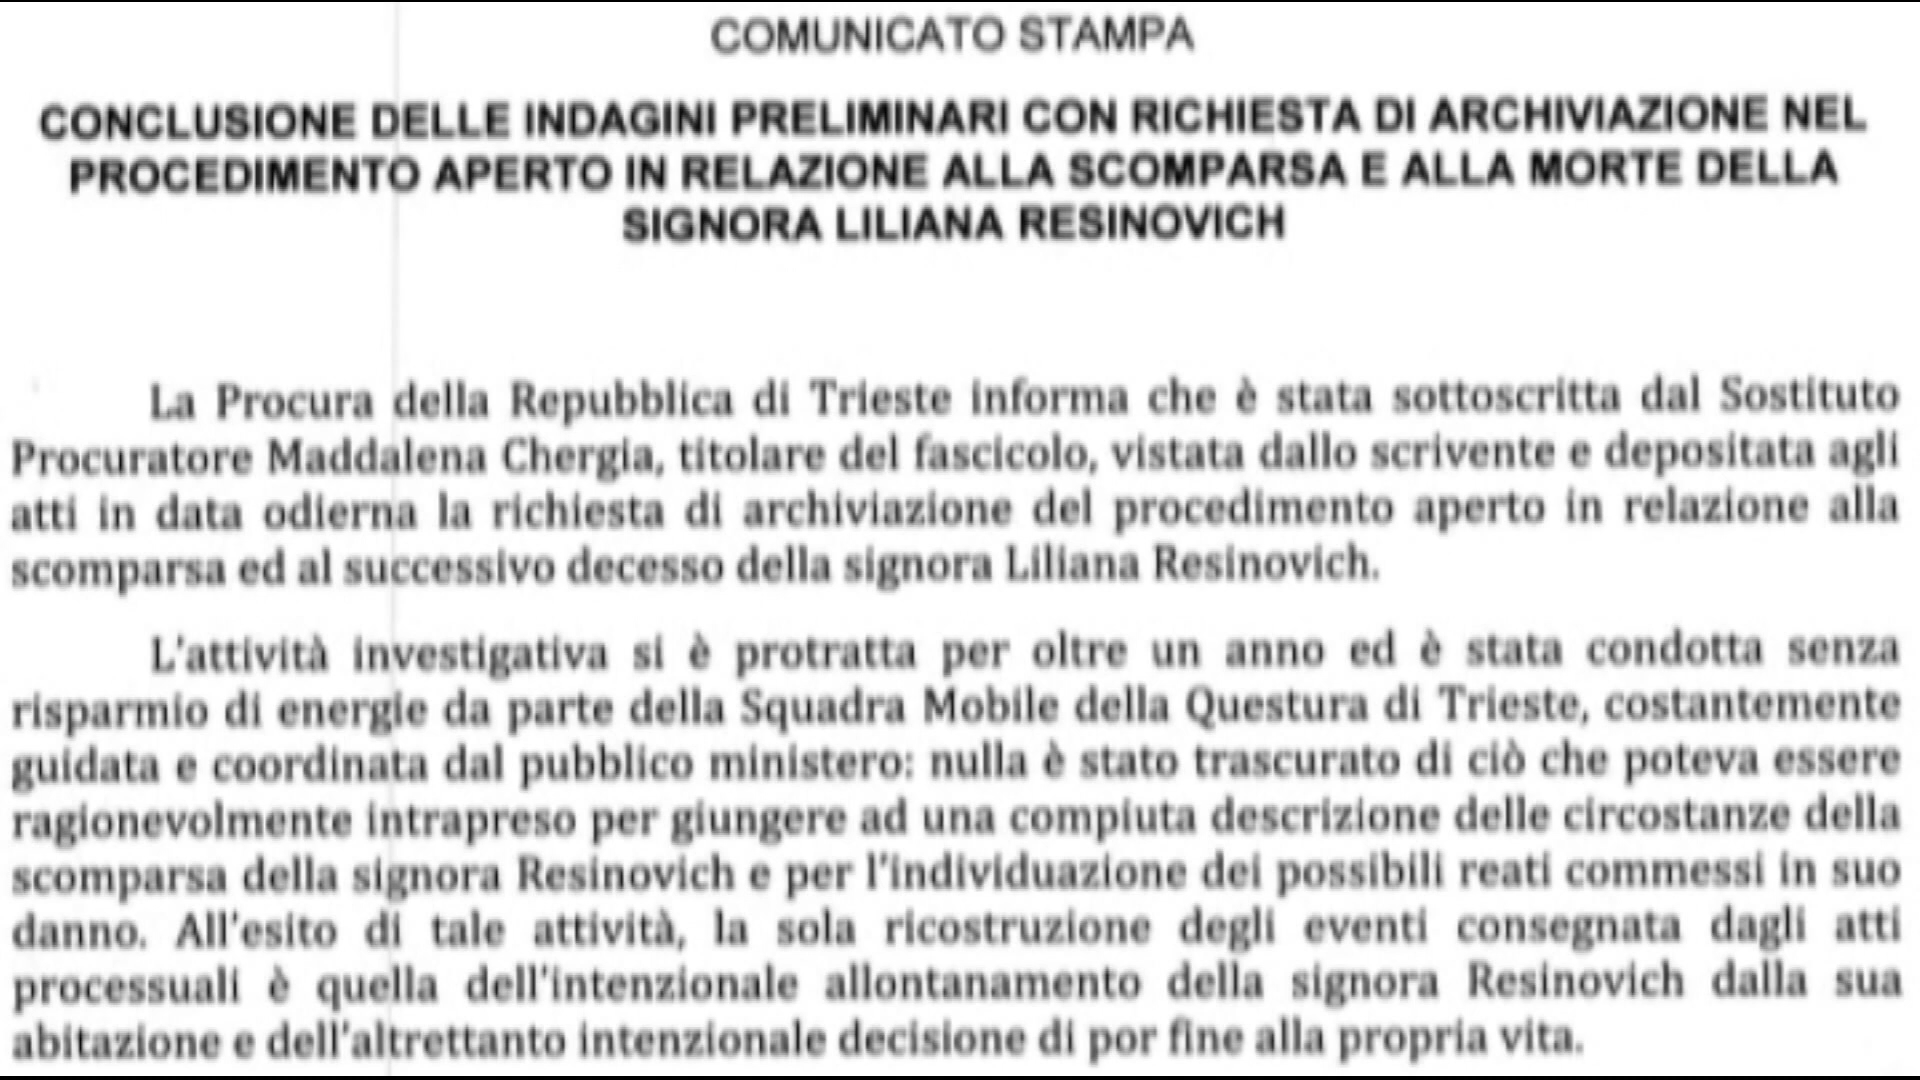 COMUNICATO STAMPA
CONCLUSIONE DELLE INDAGINI PRELIMINARI CON RICHIESTA DI ARCHIVIAZIONE NEL
PROCEDIMENTO APERTO IN RELAZIONE ALLA SCOMPARSA E ALLA MORTE DELLA
SIGNORA LILIANA RESINOVICH
La Procura della Repubblica di Trieste informa che è stata sottoscritta dal Sostituto
Procuratore Maddalena Chergia, titolare del fascicolo, vistata dallo scrivente e depositata agli
atti in data odierna la richiesta di archiviazione del procedimento aperto in relazione alla
scomparsa ed al successivo decesso della signora Liliana Resinovich.
L'attività investigativa si è protratta per oltre un anno ed è stata condotta senza
risparmio di energie da parte della Squadra Mobile della Questura di Trieste, costantemente
guidata e coordinata dal pubblico ministero: nulla è stato trascurato di ciò che poteva essere
ragionevolmente intrapreso per giungere ad una compiuta descrizione delle circostanze della
scomparsa della signora Resinovich e per l'individuazione dei possibili reati commessi in suo
danno. All'esito di tale attività, la sola ricostruzione degli eventi consegnata dagli atti
processuali è quella dell'intenzionale allontanamento della signora Resinovich dalla sua
abitazione e dell'altrettanto intenzionale decisione di por fine alla propria vita.